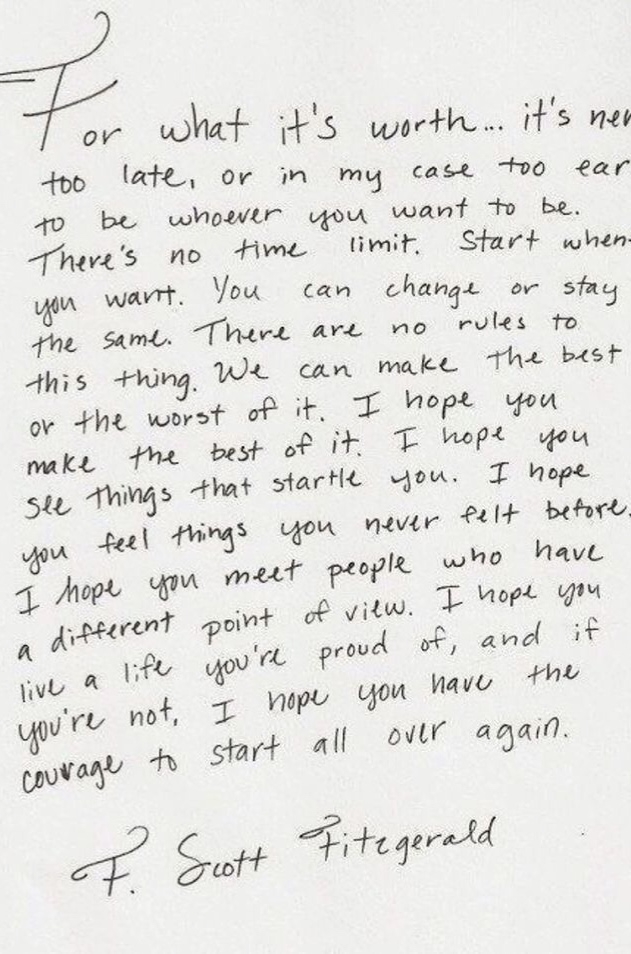 For what it's worth... it's nev
too late, or in my case too ear
to be whoever you want to be.
There's no time limit. Start when
you want. You can change or stay
the same. There are no rules to
this thing. We can make the best
or the worst of it. I hope you
make the best of it. I hope you
see things that startle you. I hope
you feel things you never felt before.
I hope you meet people who have
a different point of view. I hope you
live a life you're proud of, and if
you're not, I hope you have the
courage to start all over again.
F. Scott Fitzgerald